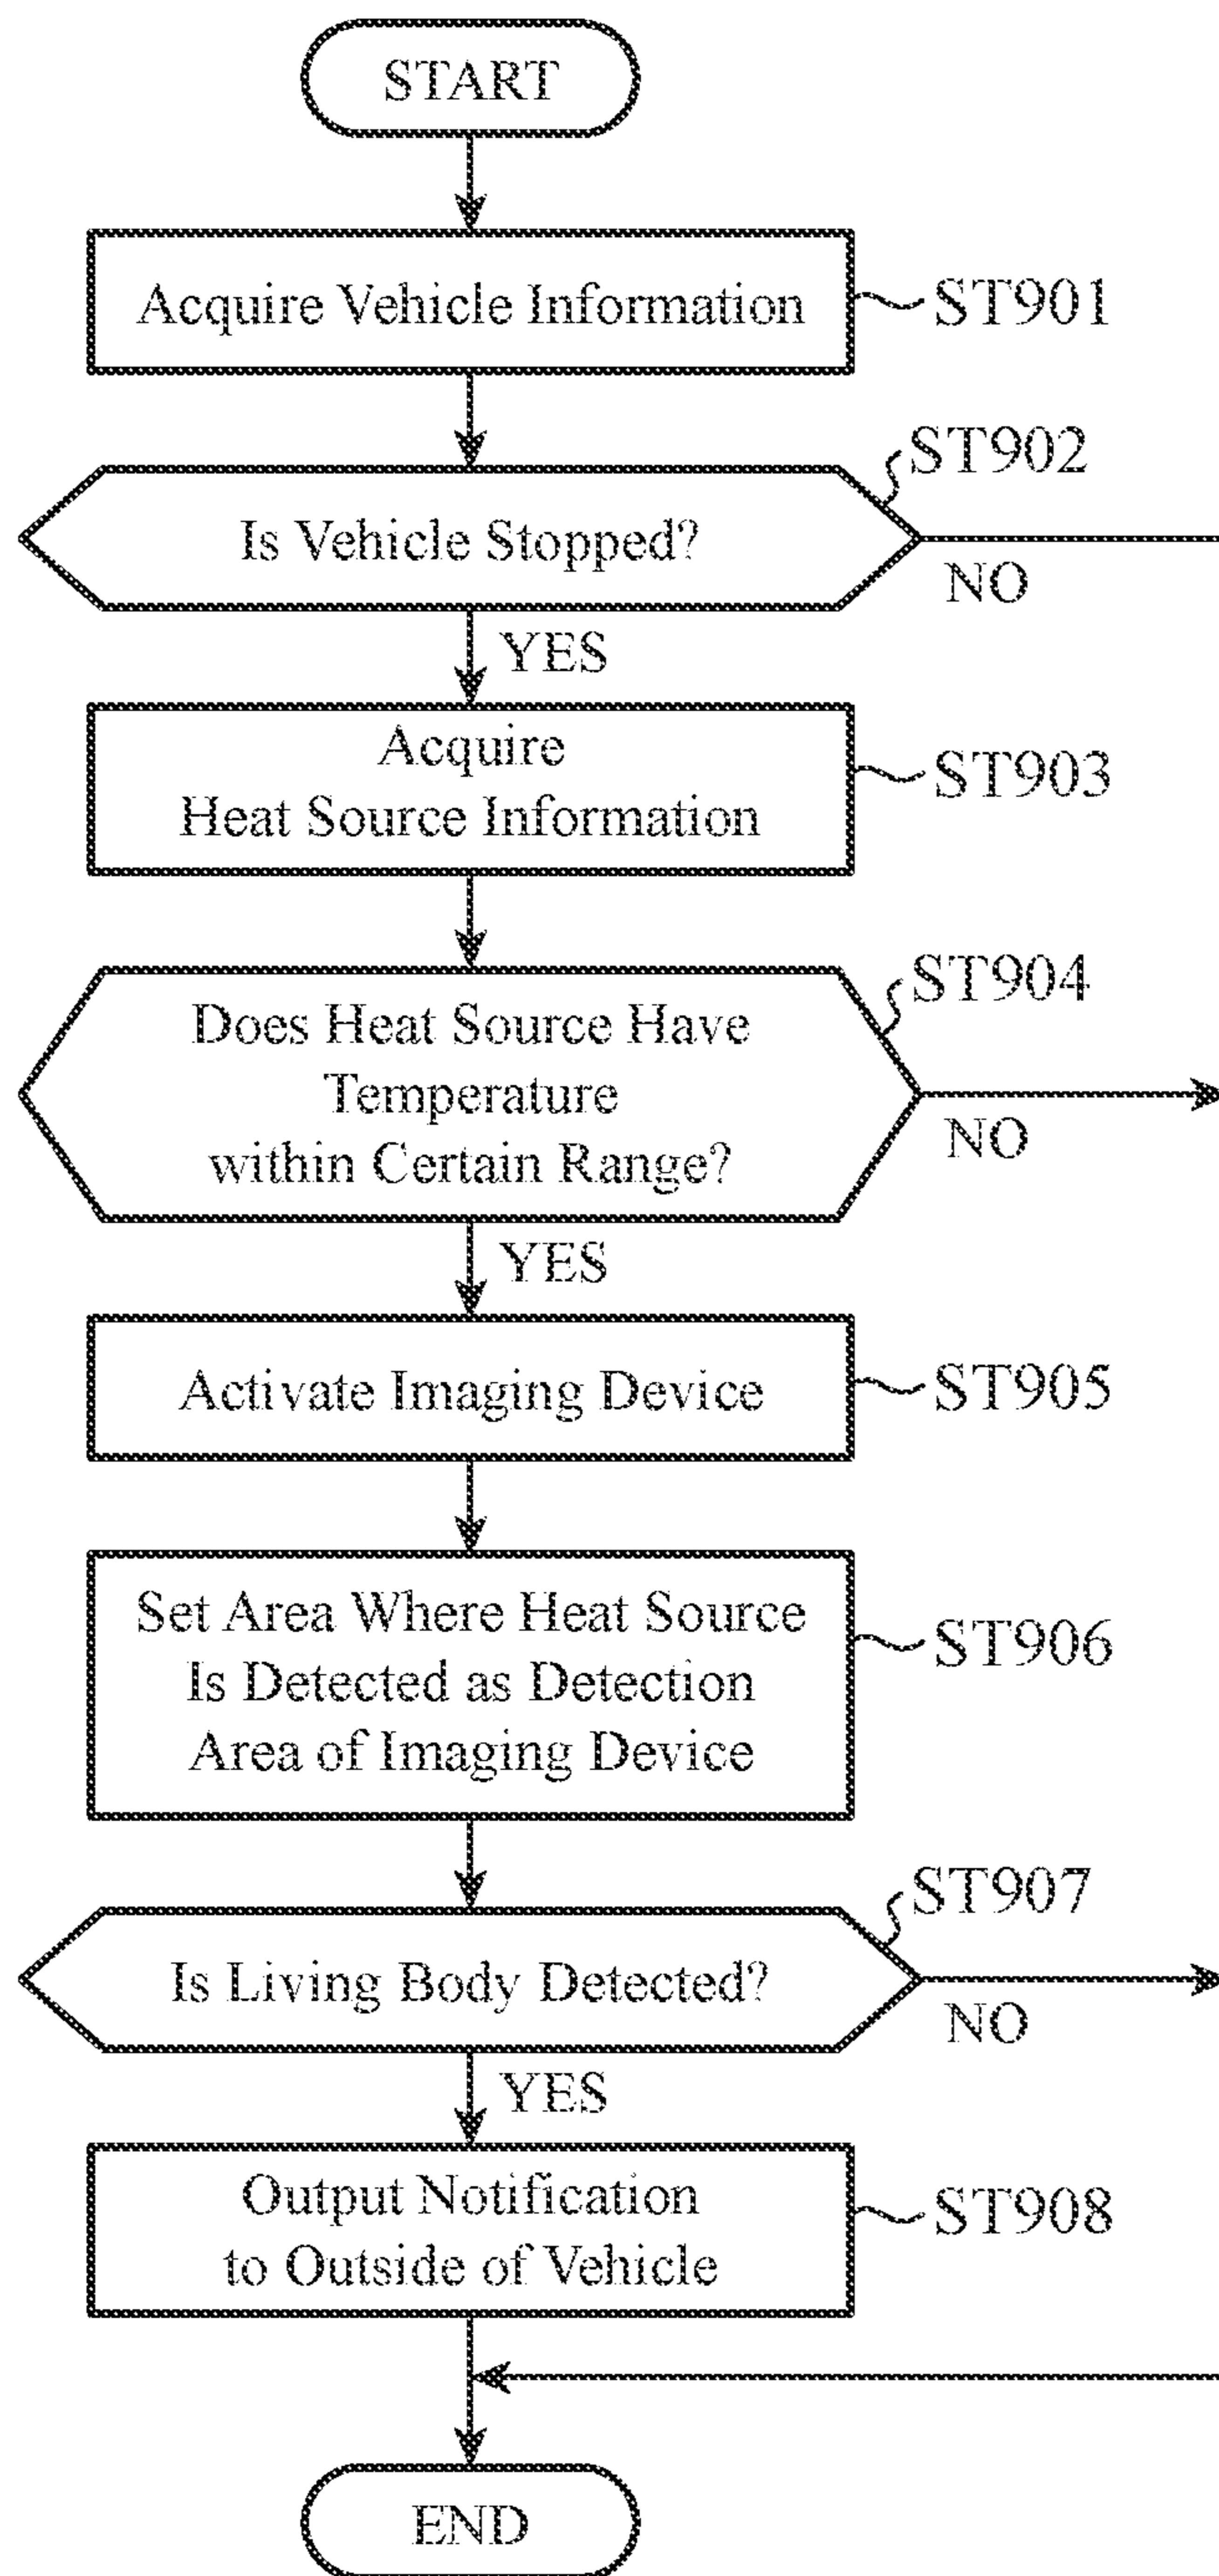 START
Acquire Vehicle Information
ST901
ST902
Is Vehicle Stopped?
NO
YES
Acquire
Heat Source Information
ST903
ST904
Does Heat Source Have
Temperature
within Certain Range?
NO
YES
Activate Imaging Device
ST905
Set Area Where Heat Source
Is Detected as Detection
Area of Imaging Device
ST906
ST907
Is Living Body Detected?
NO
YES
Output Notification
to Outside of Vehicle
ST908
END